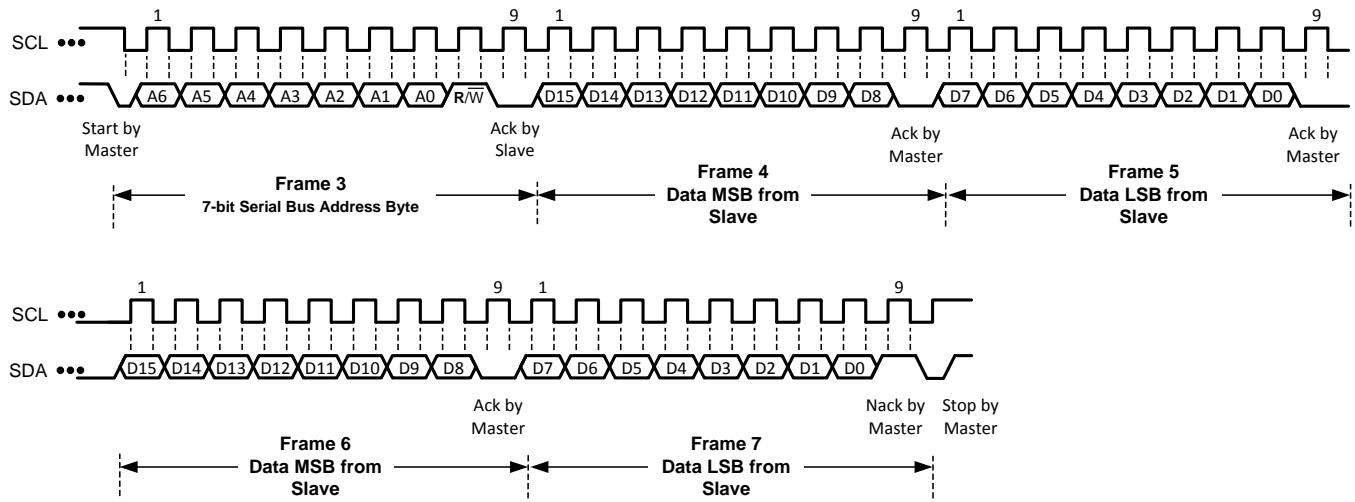 1 9 1 9 1 9
SCL •••
SDA ••• A6 A5 A4 A3 A2 A1 A0 R/W̅ D15 D14 D13 D12 D11 D10 D9 D8 D7 D6 D5 D4 D3 D2 D1 D0
Start by
Master
Ack by
Slave
Ack by
Master
Ack by
Master
Frame 3
7-bit Serial Bus Address Byte
Frame 4
Data MSB from
Slave
Frame 5
Data LSB from
Slave
1 9 1 9
SCL •••
SDA ••• D15 D14 D13 D12 D11 D10 D9 D8 D7 D6 D5 D4 D3 D2 D1 D0
Ack by
Master
Nack by
Master
Stop by
Master
Frame 6
Data MSB from
Slave
Frame 7
Data LSB from
Slave